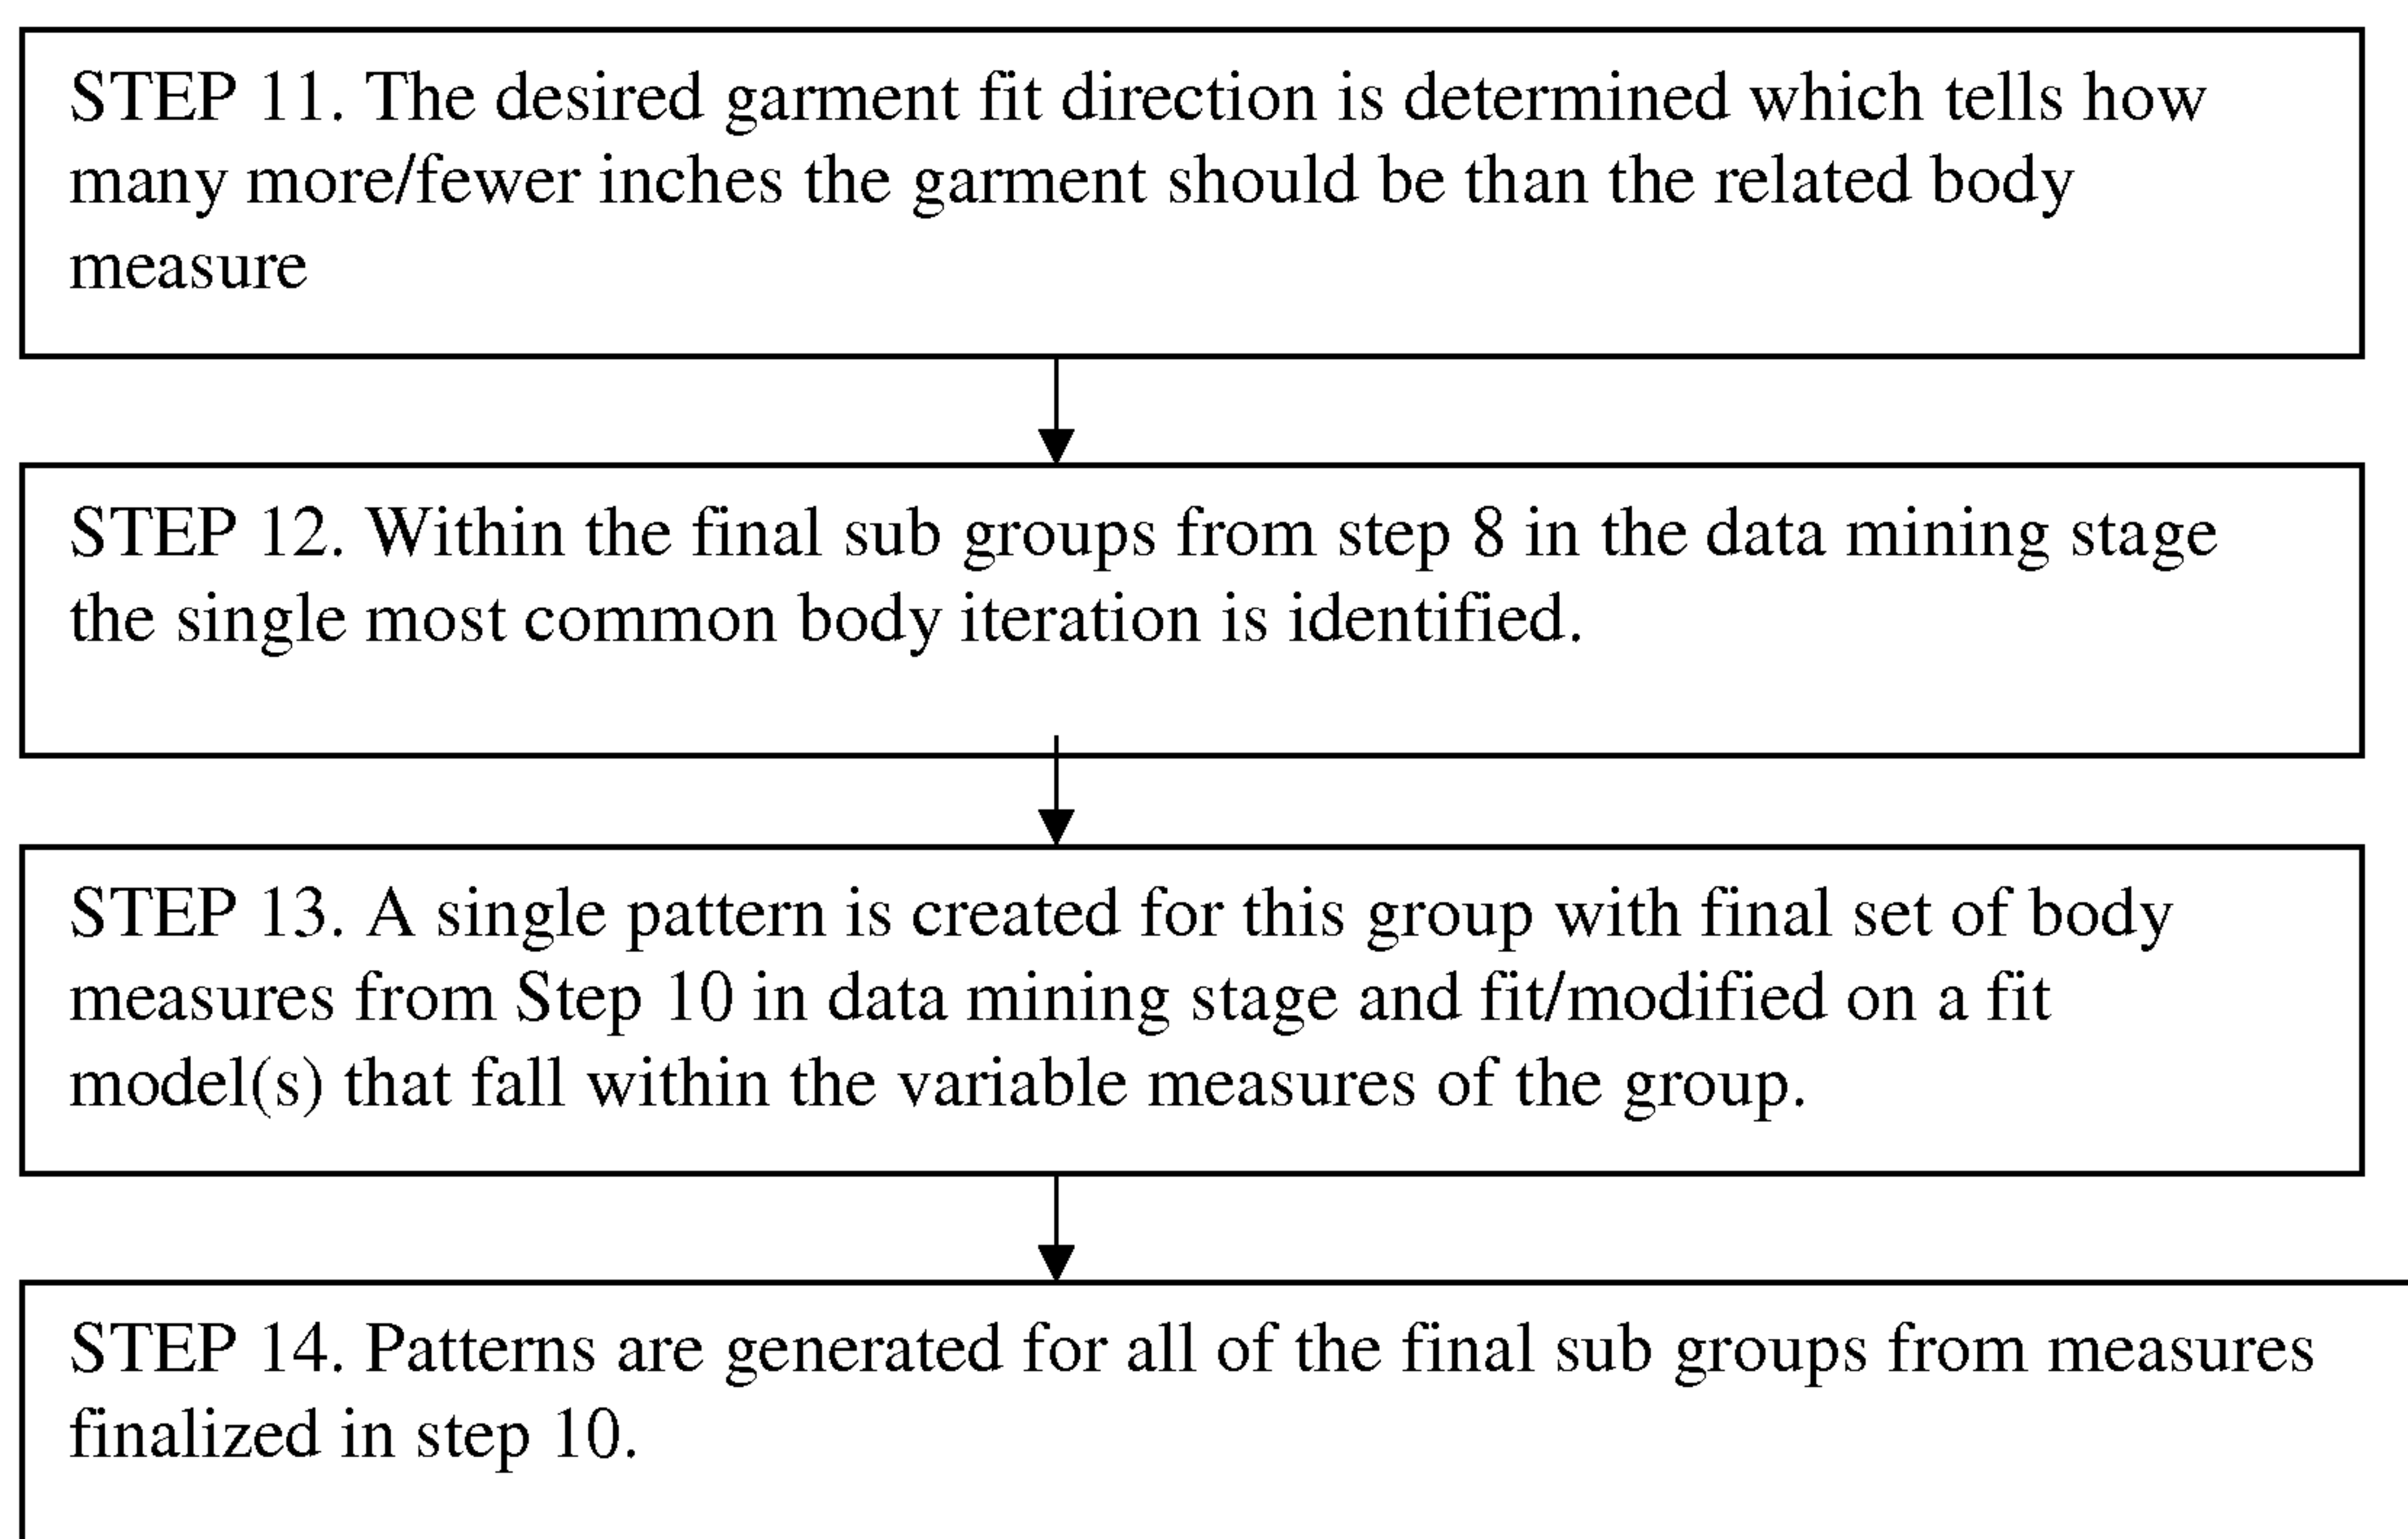 STEP 11. The desired garment fit direction is determined which tells how
many more/fewer inches the garment should be than the related body
measure
STEP 12. Within the final sub groups from step 8 in the data mining stage
the single most common body iteration is identified.
STEP 13. A single pattern is created for this group with final set of body
measures from Step 10 in data mining stage and fit/modified on a fit
model(s) that fall within the variable measures of the group.
STEP 14. Patterns are generated for all of the final sub groups from measures
finalized in step 10.